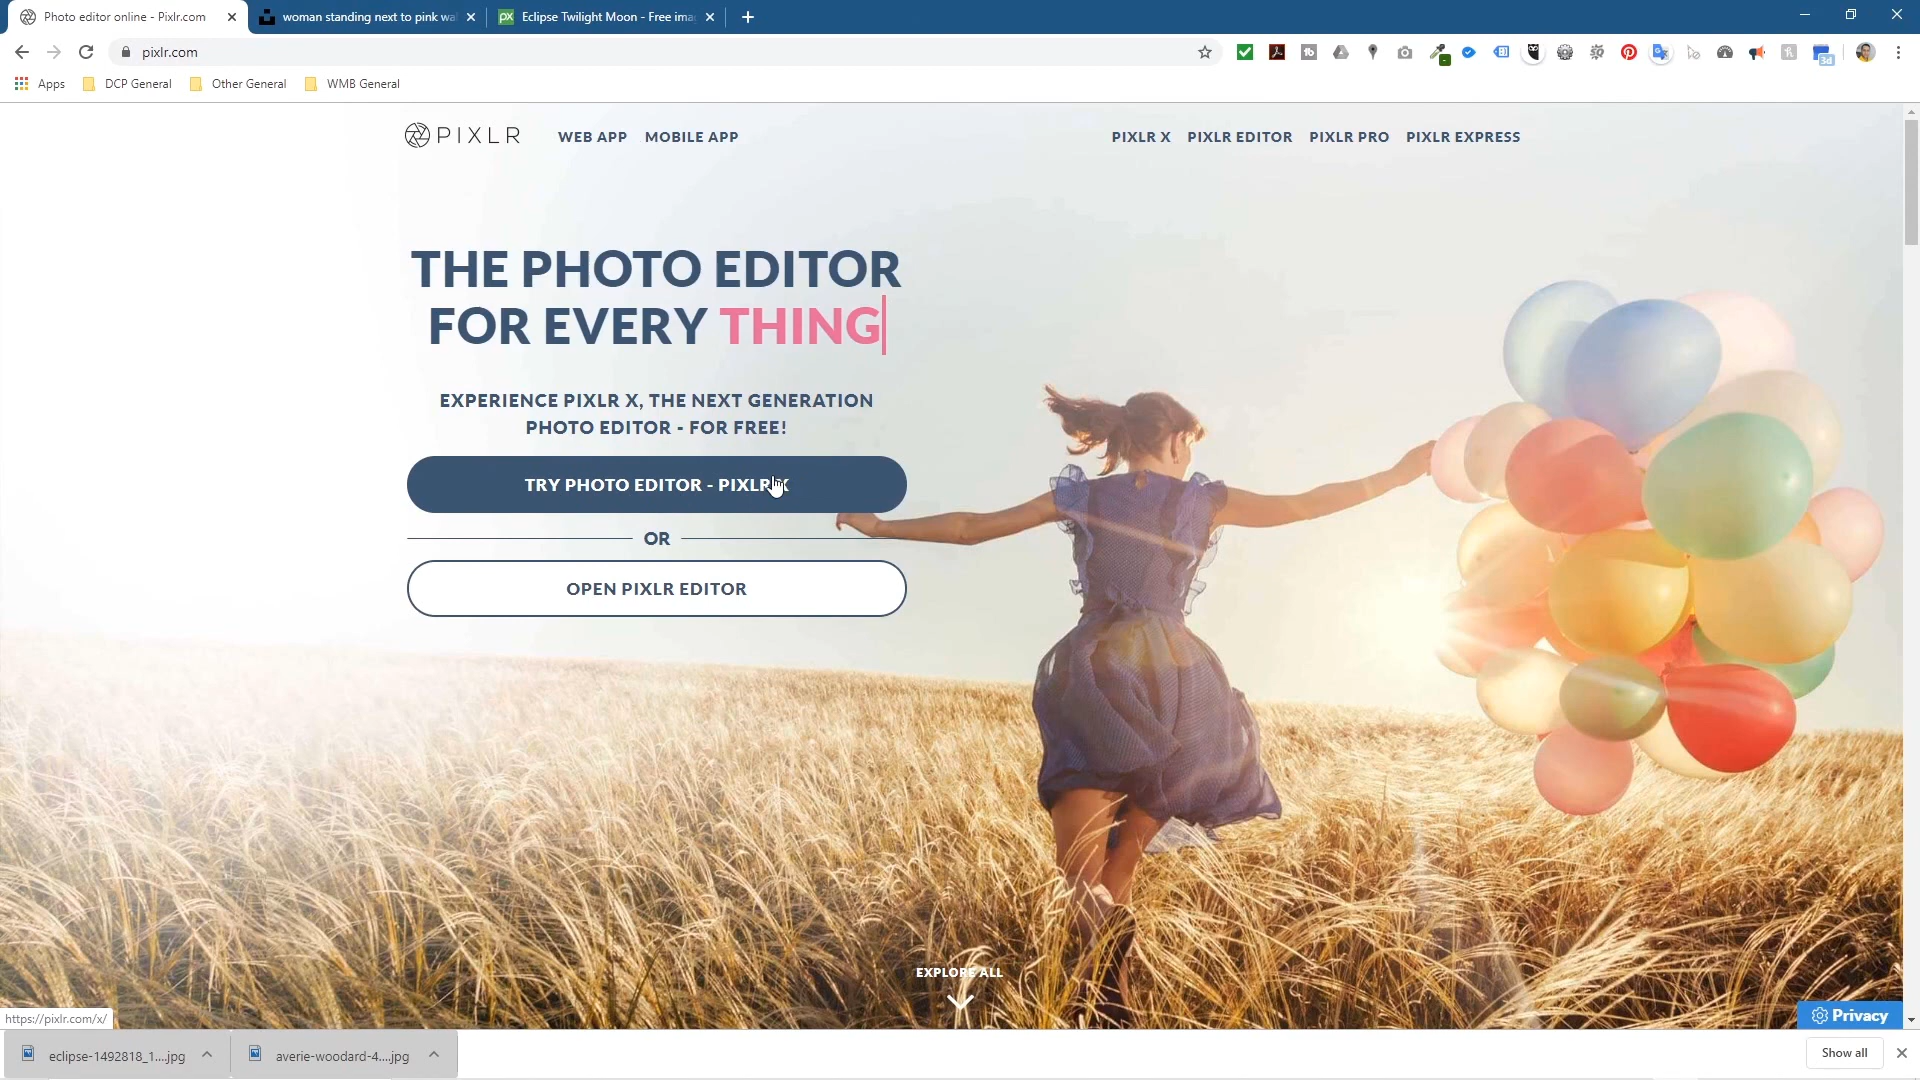 Photo editor online - Pixlr.com
woman standing next to pink wa
Eclipse Twilight Moon - Free ima
pixlr.com
Apps
DCP General
Other General
WMB General
PIXLR
WEB APP
MOBILE APP
PIXLR X
PIXLR EDITOR
PIXLR PRO
PIXLR EXPRESS
THE PHOTO EDITOR
FOR EVERY THING
EXPERIENCE PIXLR X, THE NEXT GENERATION
PHOTO EDITOR - FOR FREE!
TRY PHOTO EDITOR - PIXLR X
OR
OPEN PIXLR EDITOR
EXPLORE ALL
https://pixlr.com/x/
Privacy
eclipse-1492818_1....jpg
averie-woodard-4....jpg
Show all